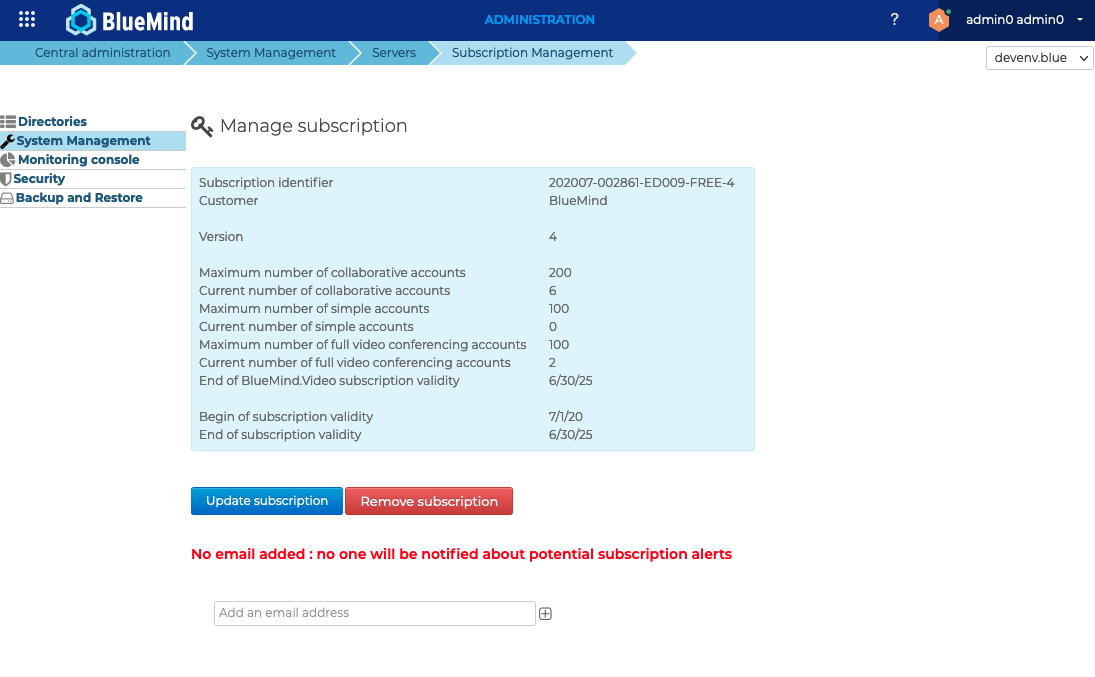 BlueMind
ADMINISTRATION
?
A
admin0 admin0
Central administration
System Management
Servers
Subscription Management
devenv.blue
Directories
System Management
Monitoring console
Security
Backup and Restore
Manage subscription
Subscription identifier 202007-002861-ED009-FREE-4
Customer BlueMind
Version 4
Maximum number of collaborative accounts 200
Current number of collaborative accounts 6
Maximum number of simple accounts 100
Current number of simple accounts 0
Maximum number of full video conferencing accounts 100
Current number of full video conferencing accounts 2
End of BlueMind.Video subscription validity 6/30/25
Begin of subscription validity 7/1/20
End of subscription validity 6/30/25
Update subscription
Remove subscription
No email added : no one will be notified about potential subscription alerts
Add an email address